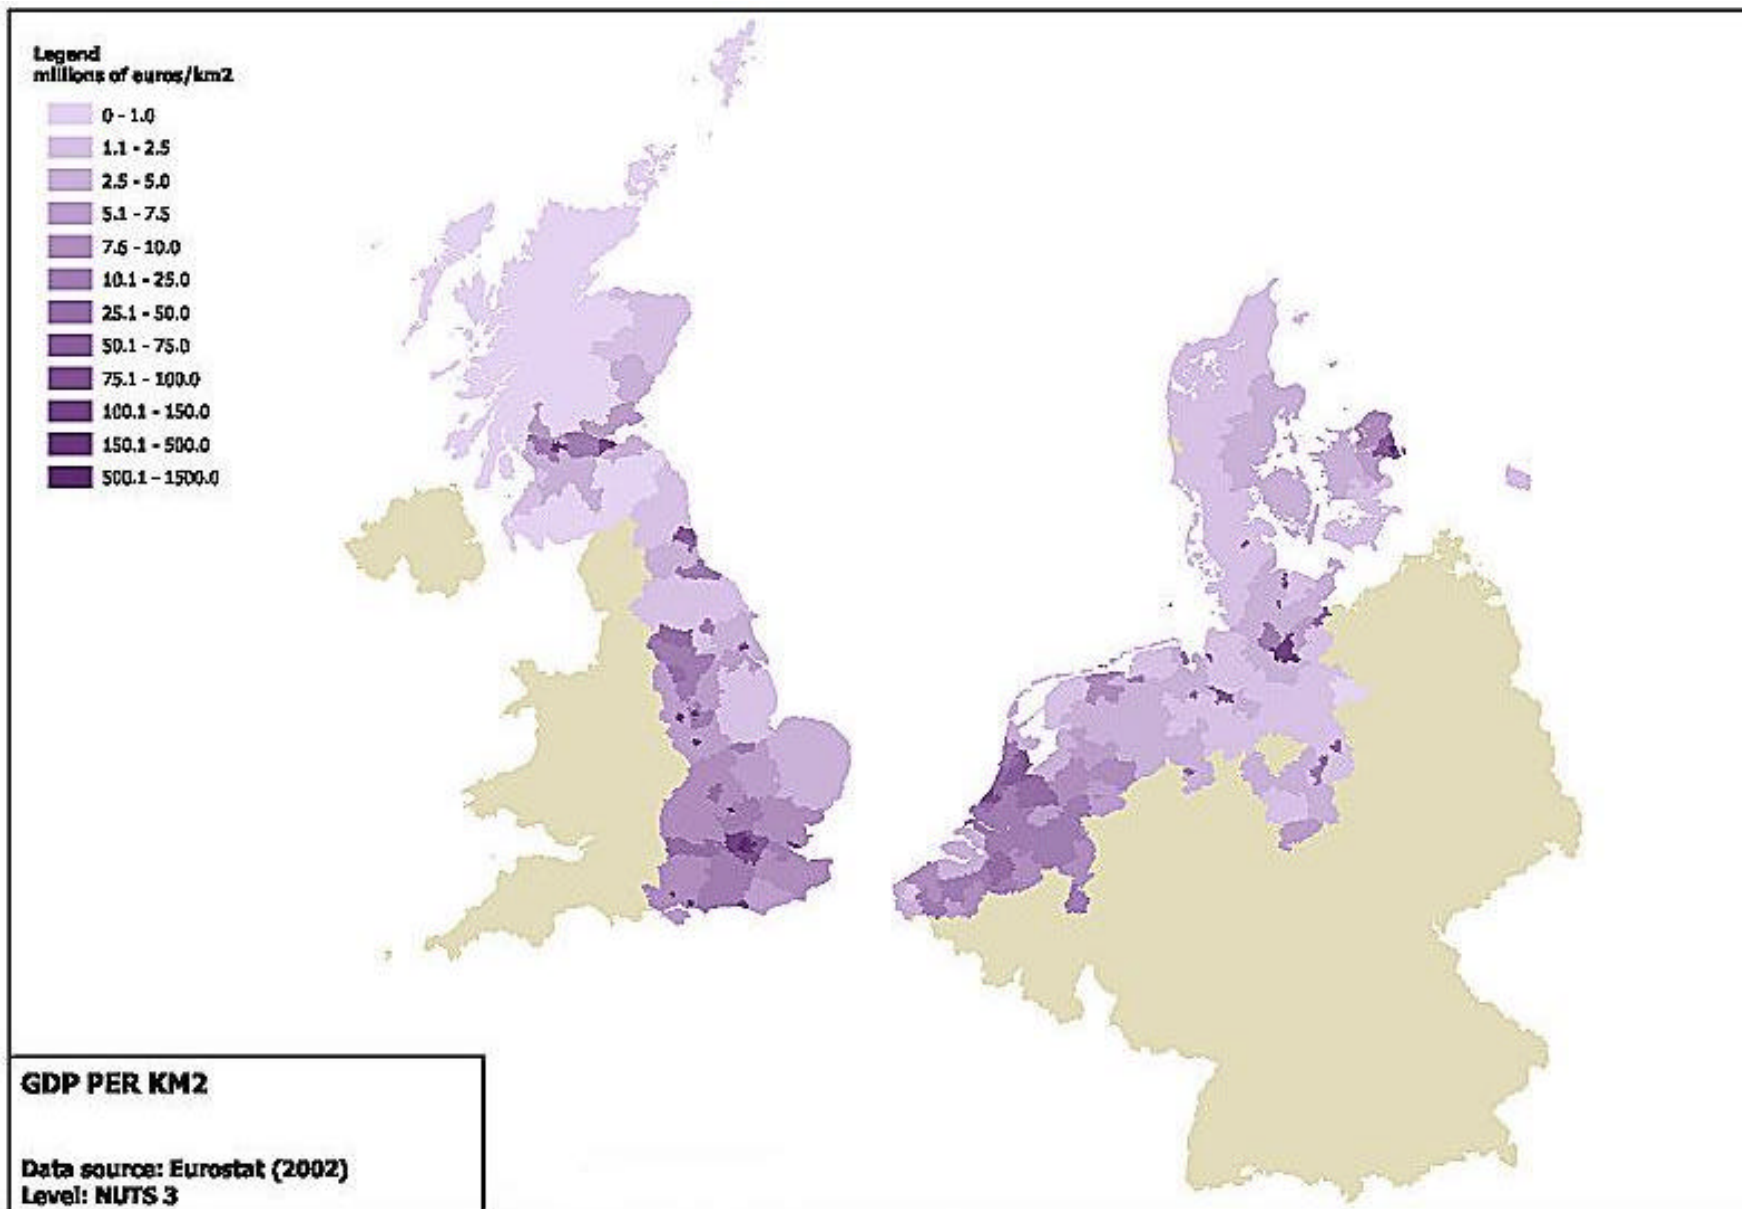 Legend
millions of euros/km2
0 - 1.0
1.1 - 2.5
2.5 - 5.0
5.1 - 7.5
7.6 - 10.0
10.1 - 25.0
25.1 - 50.0
50.1 - 75.0
75.1 - 100.0
100.1 - 150.0
150.1 - 500.0
500.1 - 1500.0
GDP PER KM2
Data source: Eurostat (2002)
Level: NUTS 3